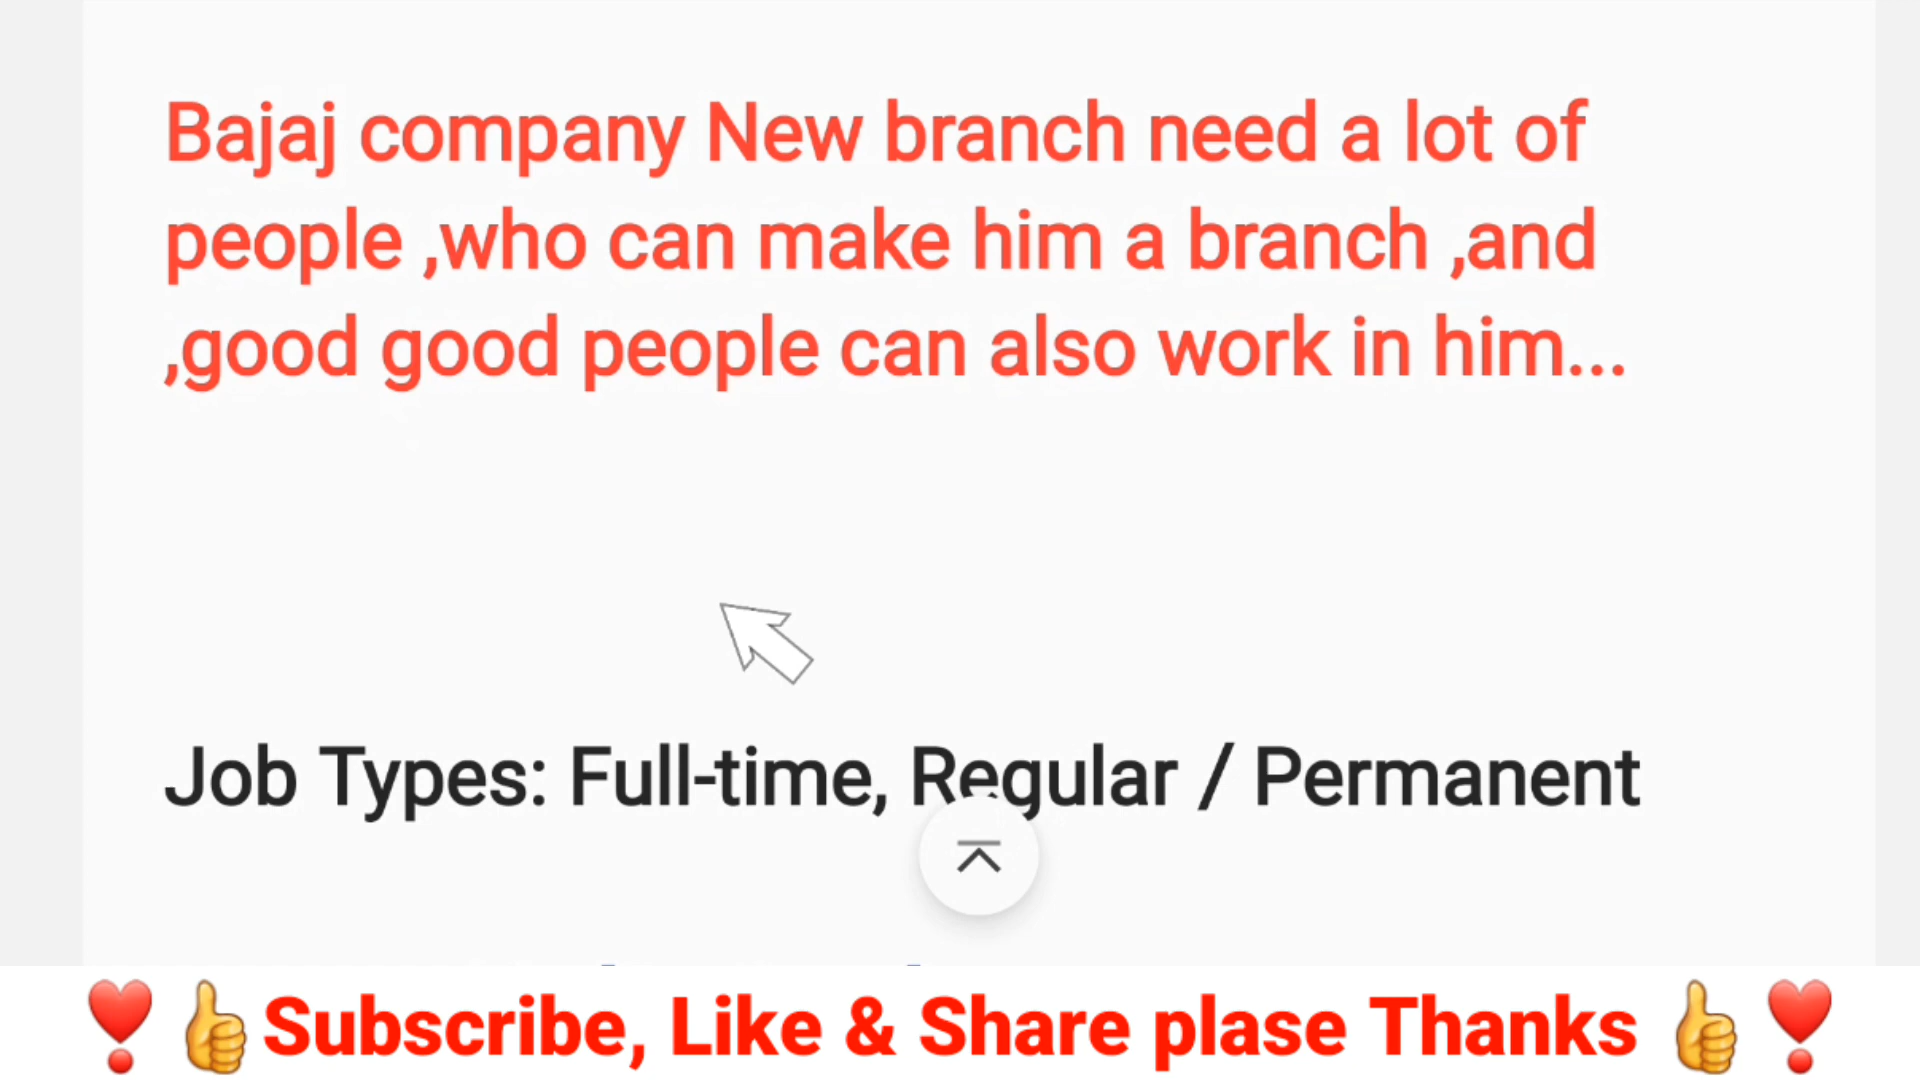 Bajaj company New branch need a lot of
people ,who can make him a branch ,and
,good good people can also work in him...
Job Types: Full-time, Regular / Permanent
Subscribe, Like & Share plase Thanks